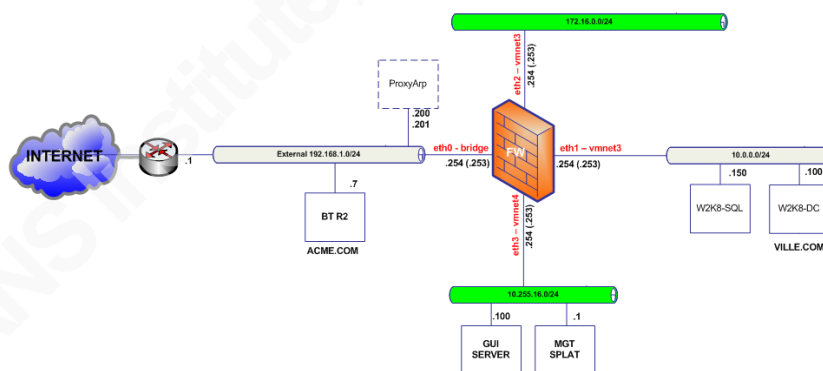 172.16.0.0/24
eth2 – vmnet3
.254 (.253)
ProxyArp
.200
.201
INTERNET
.1
External 192.168.1.0/24
eth0 - bridge
.254 (.253)
FW
eth1 – vmnet3
.254 (.253)
10.0.0.0/24
.7
BT R2
ACME.COM
.150
W2K8-SQL
.100
W2K8-DC
VILLE.COM
eth3 – vmnet4
.254 (.253)
10.255.16.0/24
.100
GUI
SERVER
.1
MGT
SPLAT
ANS Institute